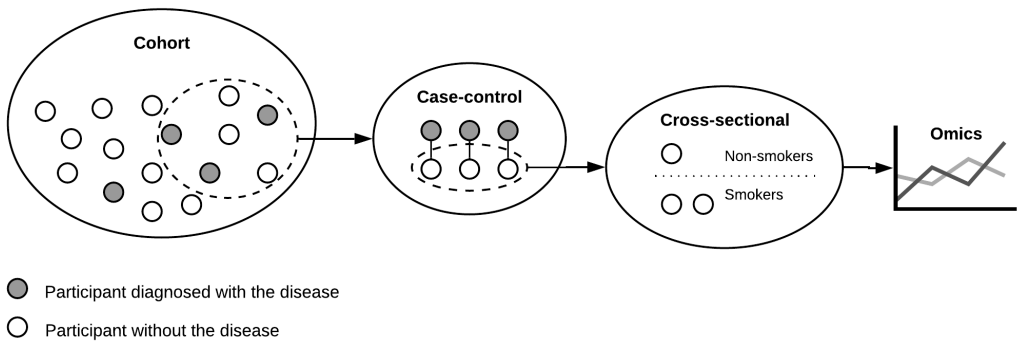 Cohort
Case-control
Cross-sectional
Non-smokers
Smokers
Omics
Participant diagnosed with the disease
Participant without the disease